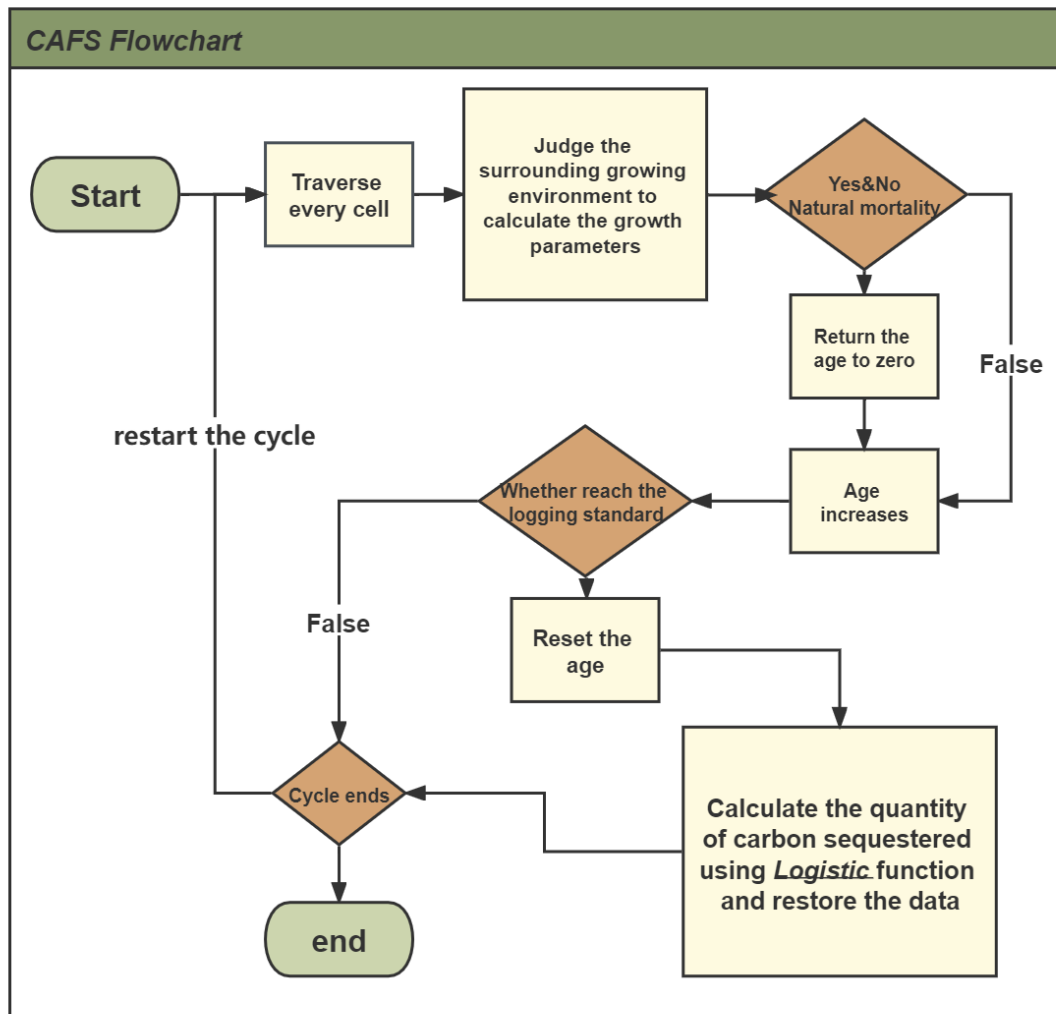 CAFS Flowchart
Start
Traverse
every cell
Judge the
surrounding growing
environment to
calculate the growth
parameters
Yes&No
Natural mortality
Return the
age to zero
False
restart the cycle
Age
increases
Whether reach the
logging standard
False
Reset the
age
Calculate the quantity
of carbon sequestered
using Logistic function
and restore the data
Cycle ends
end